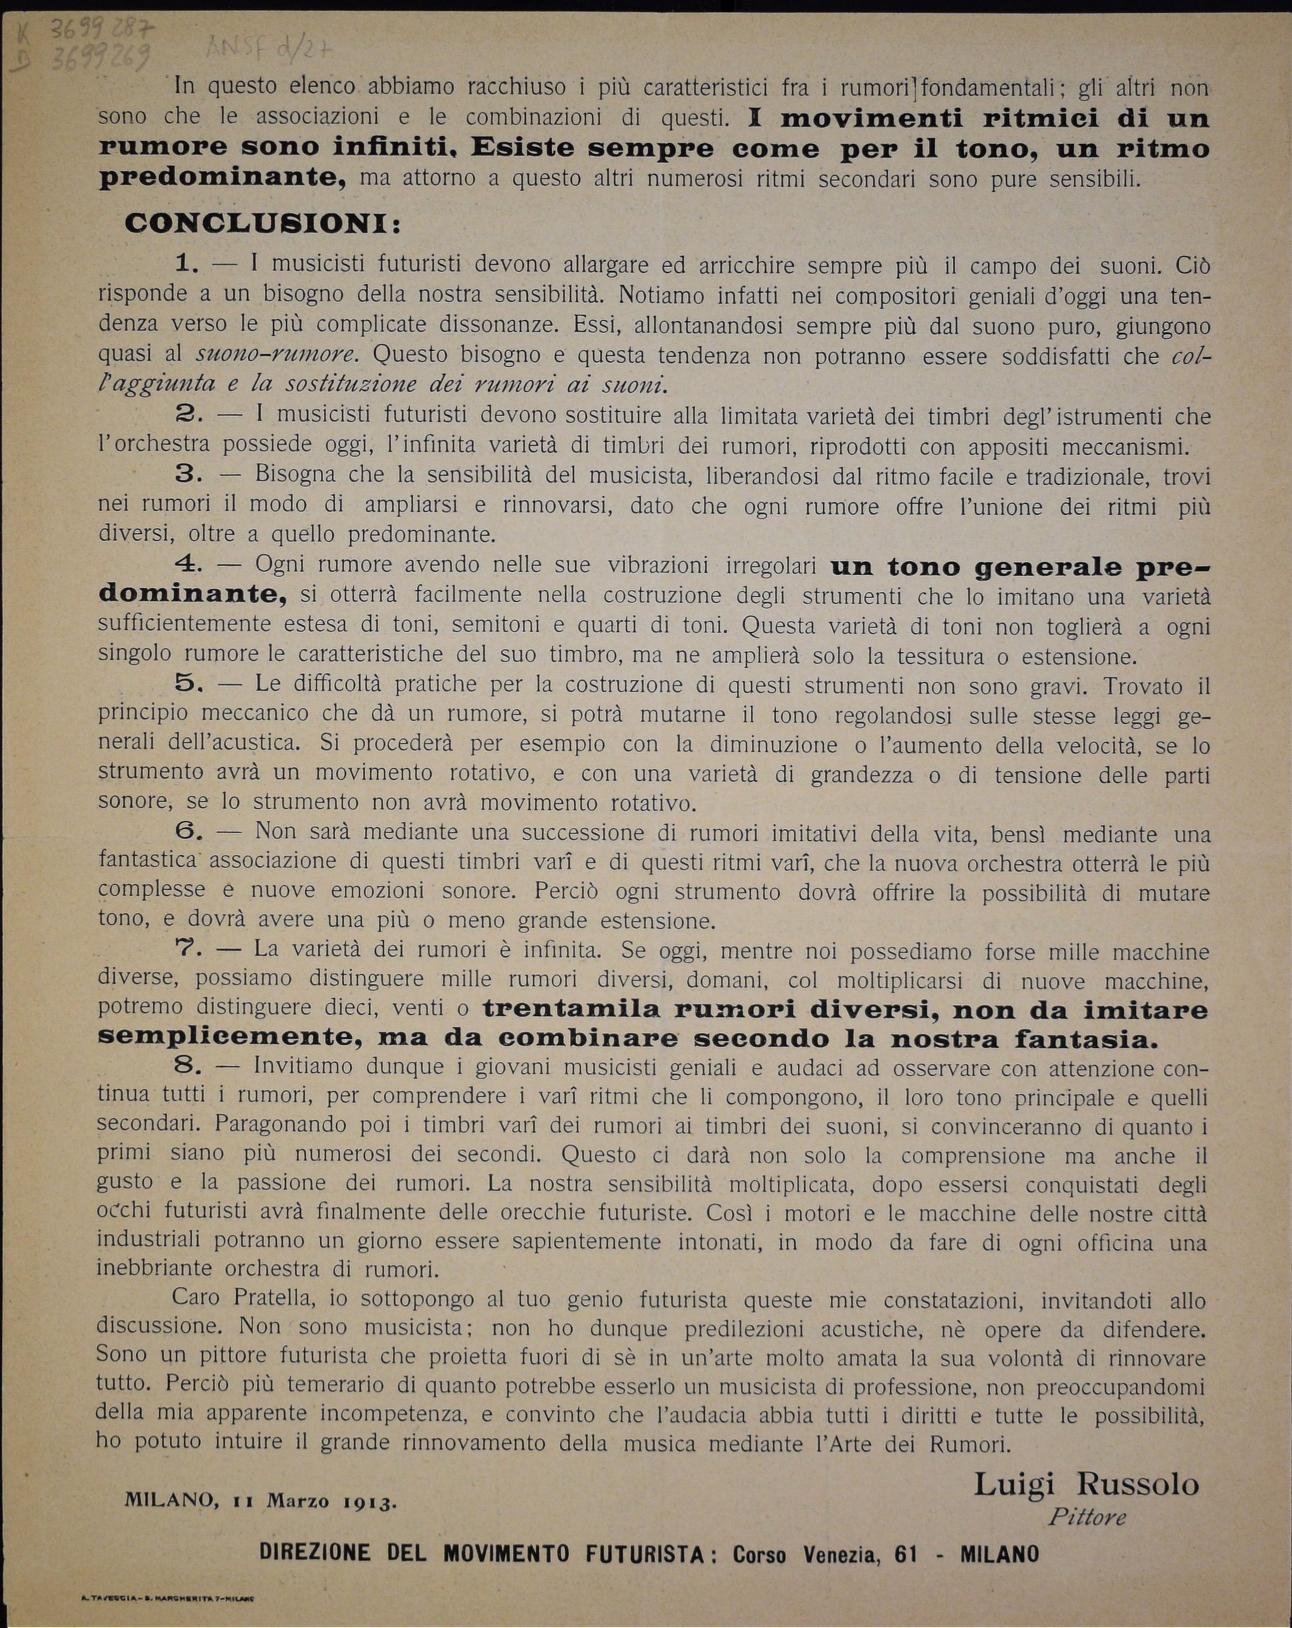 K 3699287
B 3699269
ANSF d/27
In questo elenco abbiamo racchiuso i più caratteristici fra i rumori]fondamentali; gli altri non
sono che le associazioni e le combinazioni di questi. I movimenti ritmici di un
rumore sono infiniti. Esiste sempre come per il tono, un ritmo
predominante, ma attorno a questo altri numerosi ritmi secondari sono pure sensibili.
CONCLUSIONI:
1. — I musicisti futuristi devono allargare ed arricchire sempre più il campo dei suoni. Ciò
risponde a un bisogno della nostra sensibilità. Notiamo infatti nei compositori geniali d'oggi una ten-
denza verso le più complicate dissonanze. Essi, allontanandosi sempre più dal suono puro, giungono
quasi al suono-rumore. Questo bisogno e questa tendenza non potranno essere soddisfatti che col-
l'aggiunta e la sostituzione dei rumori ai suoni.
2. — I musicisti futuristi devono sostituire alla limitata varietà dei timbri degl'istrumenti che
l'orchestra possiede oggi, l'infinita varietà di timbri dei rumori, riprodotti con appositi meccanismi.
3. — Bisogna che la sensibilità del musicista, liberandosi dal ritmo facile e tradizionale, trovi
nei rumori il modo di ampliarsi e rinnovarsi, dato che ogni rumore offre l'unione dei ritmi più
diversi, oltre a quello predominante.
4. — Ogni rumore avendo nelle sue vibrazioni irregolari un tono generale pre-
dominante, si otterrà facilmente nella costruzione degli strumenti che lo imitano una varietà
sufficientemente estesa di toni, semitoni e quarti di toni. Questa varietà di toni non toglierà a ogni
singolo rumore le caratteristiche del suo timbro, ma ne amplierà solo la tessitura o estensione.
5. — Le difficoltà pratiche per la costruzione di questi strumenti non sono gravi. Trovato il
principio meccanico che dà un rumore, si potrà mutarne il tono regolandosi sulle stesse leggi ge-
nerali dell'acustica. Si procederà per esempio con la diminuzione o l'aumento della velocità, se lo
strumento avrà un movimento rotativo, e con una varietà di grandezza o di tensione delle parti
sonore, se lo strumento non avrà movimento rotativo.
6. — Non sarà mediante una successione di rumori imitativi della vita, bensì mediante una
fantastica associazione di questi timbri varî e di questi ritmi varî, che la nuova orchestra otterrà le più
complesse e nuove emozioni sonore. Perciò ogni strumento dovrà offrire la possibilità di mutare
tono, e dovrà avere una più o meno grande estensione.
7. — La varietà dei rumori è infinita. Se oggi, mentre noi possediamo forse mille macchine
diverse, possiamo distinguere mille rumori diversi, domani, col moltiplicarsi di nuove macchine,
potremo distinguere dieci, venti o trentamila rumori diversi, non da imitare
semplicemente, ma da combinare secondo la nostra fantasia.
8. — Invitiamo dunque i giovani musicisti geniali e audaci ad osservare con attenzione con-
tinua tutti i rumori, per comprendere i varî ritmi che li compongono, il loro tono principale e quelli
secondari. Paragonando poi i timbri varî dei rumori ai timbri dei suoni, si convinceranno di quanto i
primi siano più numerosi dei secondi. Questo ci darà non solo la comprensione ma anche il
gusto e la passione dei rumori. La nostra sensibilità moltiplicata, dopo essersi conquistati degli
occhi futuristi avrà finalmente delle orecchie futuriste. Così i motori e le macchine delle nostre città
industriali potranno un giorno essere sapientemente intonati, in modo da fare di ogni officina una
inebbriante orchestra di rumori.
Caro Pratella, io sottopongo al tuo genio futurista queste mie constatazioni, invitandoti allo
discussione. Non sono musicista; non ho dunque predilezioni acustiche, nè opere da difendere.
Sono un pittore futurista che proietta fuori di sè in un'arte molto amata la sua volontà di rinnovare
tutto. Perciò più temerario di quanto potrebbe esserlo un musicista di professione, non preoccupandomi
della mia apparente incompetenza, e convinto che l'audacia abbia tutti i diritti e tutte le possibilità,
ho potuto intuire il grande rinnovamento della musica mediante l'Arte dei Rumori.
Luigi Russolo
Pittore
MILANO, 11 Marzo 1913.
DIREZIONE DEL MOVIMENTO FUTURISTA: Corso Venezia, 61 - MILANO
A. TAVEGGIA - S. MARGHERITA 7 - MILANO